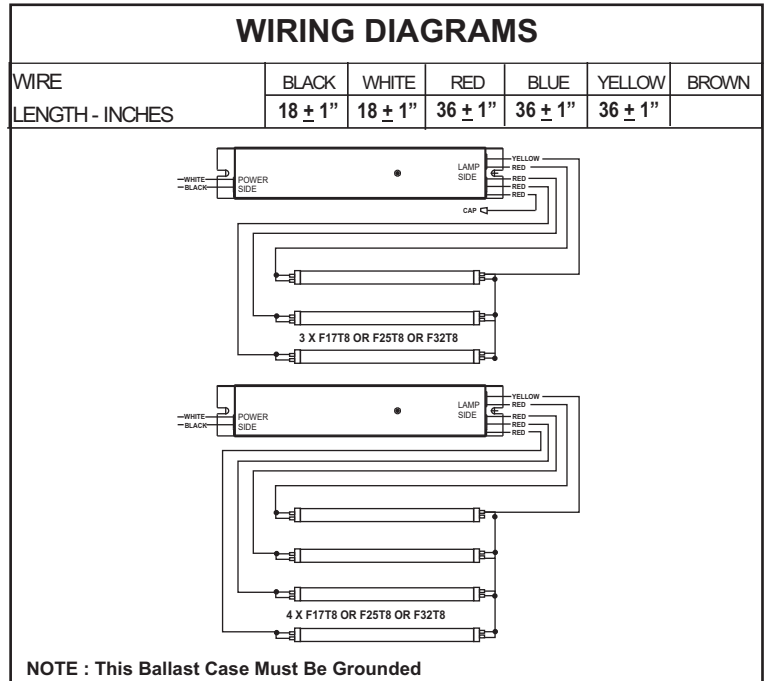 WIRING DIAGRAMS
WIRE BLACK WHITE RED BLUE YELLOW BROWN
LENGTH - INCHES 18 ± 1” 18 ± 1” 36 ± 1” 36 ± 1” 36 ± 1”
YELLOW
LAMP RED
WHITE POWER SIDE RED
BLACK SIDE RED
RED
CAP
3 X F17T8 OR F25T8 OR F32T8
YELLOW
LAMP RED
WHITE POWER SIDE RED
BLACK SIDE RED
RED
4 X F17T8 OR F25T8 OR F32T8
NOTE : This Ballast Case Must Be Grounded